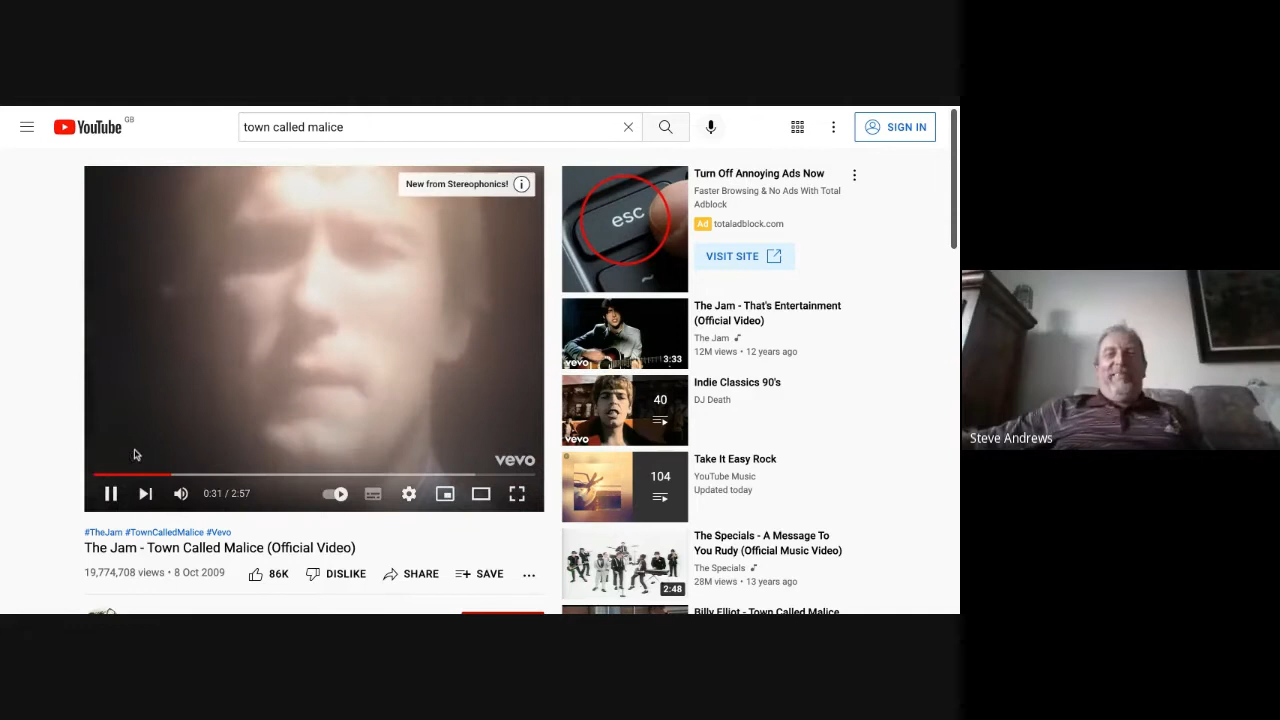 YouTube GB
town called malice
SIGN IN
New from Stereophonics!
esc
vevo
0:31 / 2:57
#TheJam #TownCalledMalice #Vevo
The Jam - Town Called Malice (Official Video)
19,774,708 views • 8 Oct 2009
86K
DISLIKE
SHARE
SAVE
Turn Off Annoying Ads Now
Faster Browsing & No Ads With Total
Adblock
Ad totaladblock.com
VISIT SITE
vevo
3:33
The Jam - That's Entertainment
(Official Video)
The Jam
12M views • 12 years ago
vevo
40
Indie Classics 90's
DJ Death
104
Take It Easy Rock
YouTube Music
Updated today
2:48
The Specials - A Message To
You Rudy (Official Music Video)
The Specials
28M views • 13 years ago
Billy Elliot - Town Called Malice
Steve Andrews